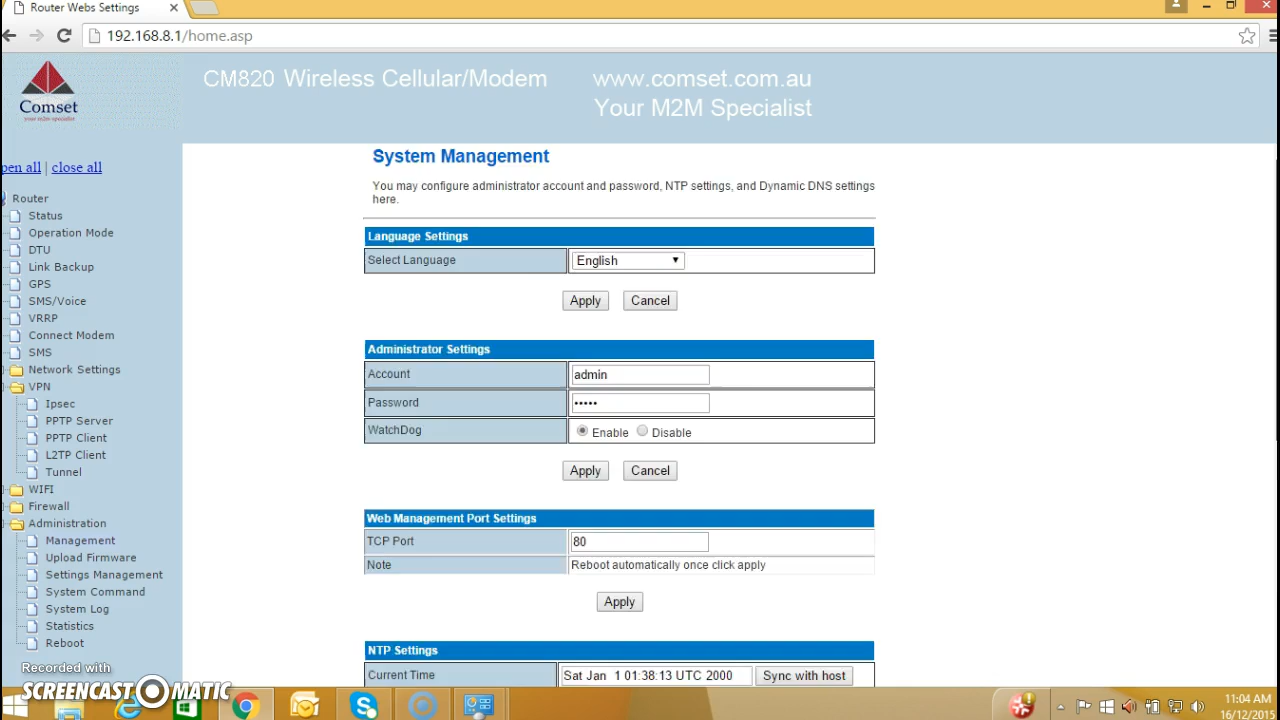 Router Webs Settings
192.168.8.1/home.asp
Comset
your m2m specialist
CM820 Wireless Cellular/Modem
www.comset.com.au
Your M2M Specialist
pen all | close all
Router
Status
Operation Mode
DTU
Link Backup
GPS
SMS/Voice
VRRP
Connect Modem
SMS
Network Settings
VPN
Ipsec
PPTP Server
PPTP Client
L2TP Client
Tunnel
WIFI
Firewall
Administration
Management
Upload Firmware
Settings Management
System Command
System Log
Statistics
Reboot
System Management
You may configure administrator account and password, NTP settings, and Dynamic DNS settings
here.
Language Settings
Select Language English
Apply Cancel
Administrator Settings
Account admin
Password •••••
WatchDog Enable Disable
Apply Cancel
Web Management Port Settings
TCP Port 80
Note Reboot automatically once click apply
Apply
NTP Settings
Current Time Sat Jan 1 01:38:13 UTC 2000 Sync with host
Recorded with
SCREENCAST-O-MATIC
11:04 AM
16/12/2015